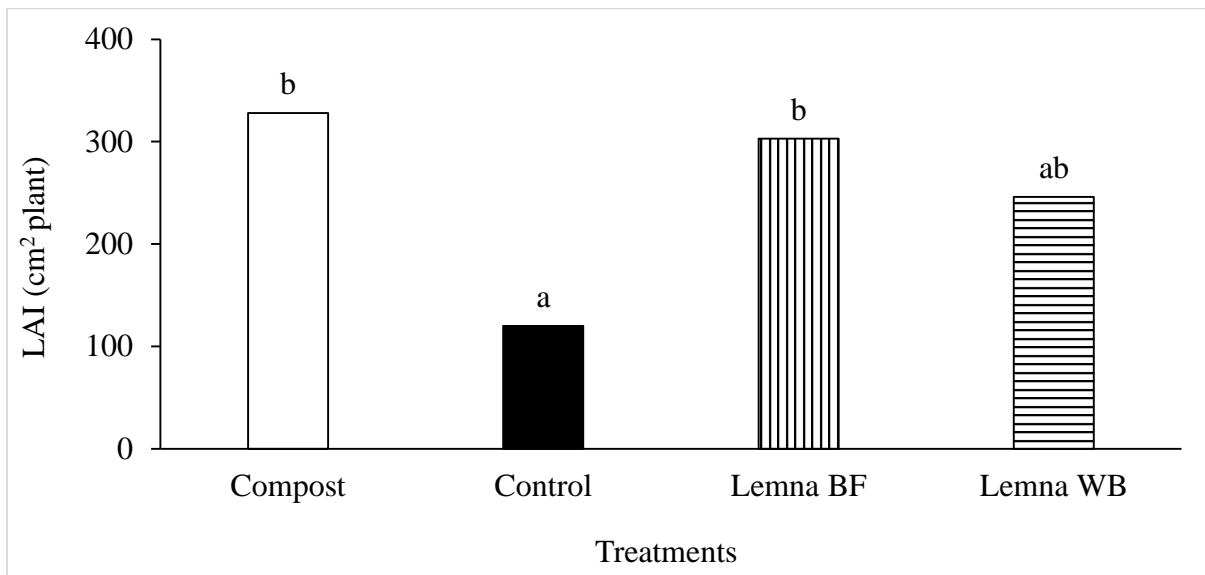 400
300
200
100
0
LAI (cm² plant)
b
a
b
ab
Compost
Control
Lemna BF
Lemna WB
Treatments